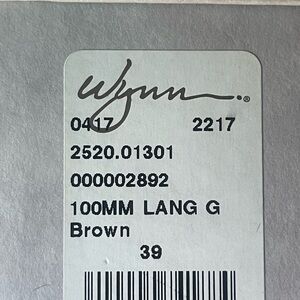 Wynn.®
0417 2217
2520.01301
000002892
100MM LANG G
Brown
39